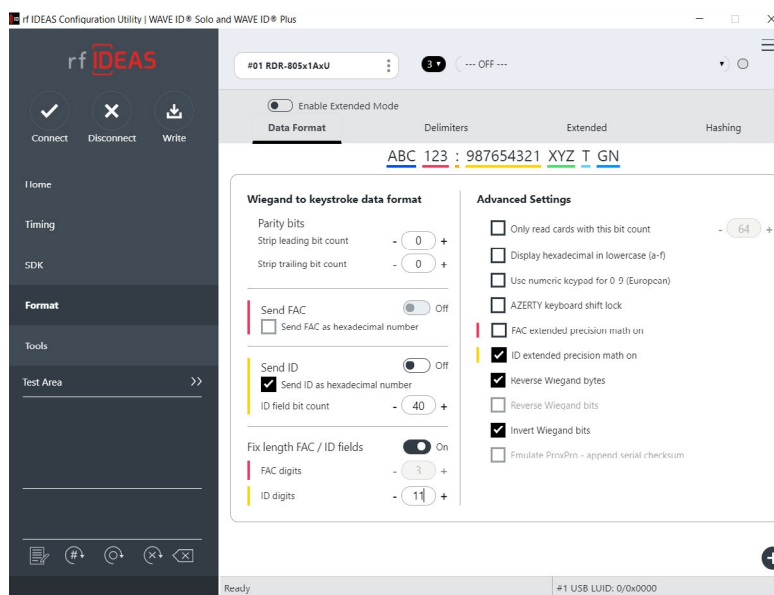 rf IDEAS Configuration Utility | WAVE ID® Solo and WAVE ID® Plus
rf IDEAS
#01 RDR-805x1AxU
3
--- OFF ---
Connect
Disconnect
Write
Enable Extended Mode
Data Format
Delimiters
Extended
Hashing
ABC 123 : 987654321 XYZ T GN
Home
Timing
SDK
Format
Tools
Test Area >>
Wiegand to keystroke data format
Parity bits
Strip leading bit count - 0 +
Strip trailing bit count - 0 +
Send FAC Off
Send FAC as hexadecimal number
Send ID Off
Send ID as hexadecimal number
ID field bit count - 40 +
Fix length FAC / ID fields On
FAC digits - 3 +
ID digits - 11 +
Advanced Settings
Only read cards with this bit count - 64 +
Display hexadecimal in lowercase (a-f)
Use numeric keypad for 0-9 (European)
AZERTY keyboard shift lock
FAC extended precision math on
ID extended precision math on
Reverse Wiegand bytes
Reverse Wiegand bits
Invert Wiegand bits
Emulate ProxPro - append serial checksum
Ready
#1 USB LUID: 0/0x0000